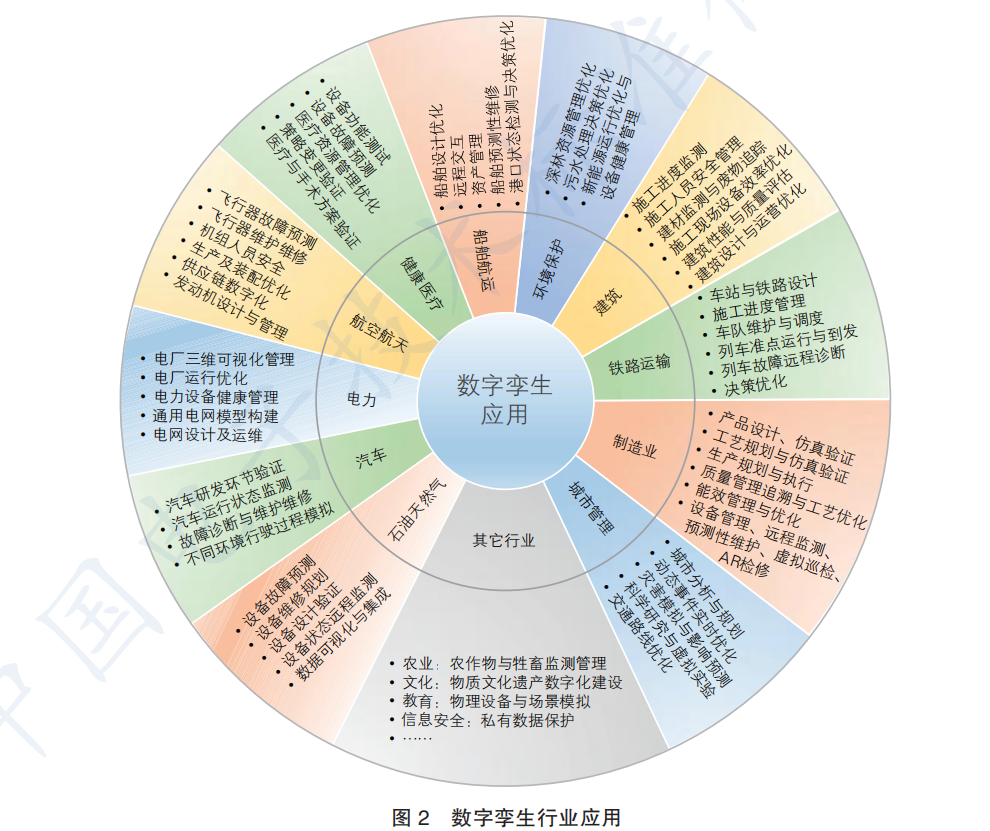 数字孪生
应用
船舶航运
• 船舶设计优化
• 远程交互
• 资产管理
• 船舶预测性维修
• 港口状态检测与决策优化
环境保护
• 深林资源管理优化
• 污水处理决策优化
• 新能源运行优化与
设备健康管理
建筑
• 施工进度监测
• 施工人员安全管理
• 建材监测与废物追踪
• 施工现场设备效率优化
• 建筑性能与质量评估
• 建筑设计与运营优化
铁路运输
• 车站与铁路设计
• 施工进度管理
• 车队维护与调度
• 列车准点运行与到发
• 列车故障远程诊断
• 决策优化
制造业
• 产品设计、仿真验证
• 工艺规划与仿真验证
• 生产规划与执行
• 质量管理追溯与工艺优化
• 能效管理与优化
• 设备管理、远程监测、
预测性维护、虚拟巡检、
AR检修
城市管理
• 城市分析与规划
• 动态事件实时优化
• 灾害模拟与影响预测
• 科学研究与虚拟实验
• 交通路线优化
其它行业
• 农业：农作物与牲畜监测管理
• 文化：物质文化遗产数字化建设
• 教育：物理设备与场景模拟
• 信息安全：私有数据保护
• ……
石油天然气
• 设备故障预测
• 设备维修规划
• 设备设计验证
• 设备状态远程监测
• 数据可视化与集成
汽车
• 汽车研发环节验证
• 汽车运行状态监测
• 故障诊断与维护维修
• 不同环境行驶过程模拟
电力
• 电厂三维可视化管理
• 电厂运行优化
• 电力设备健康管理
• 通用电网模型构建
• 电网设计及运维
航空航天
• 飞行器故障预测
• 飞行器维护维修
• 机组人员安全
• 生产及装配优化
• 供应链数字化
• 发动机设计与管理
健康医疗
• 设备功能测试
• 设备故障预测
• 医疗资源管理优化
• 策略变更验证
• 医疗与手术方案验证
图 2 数字孪生行业应用